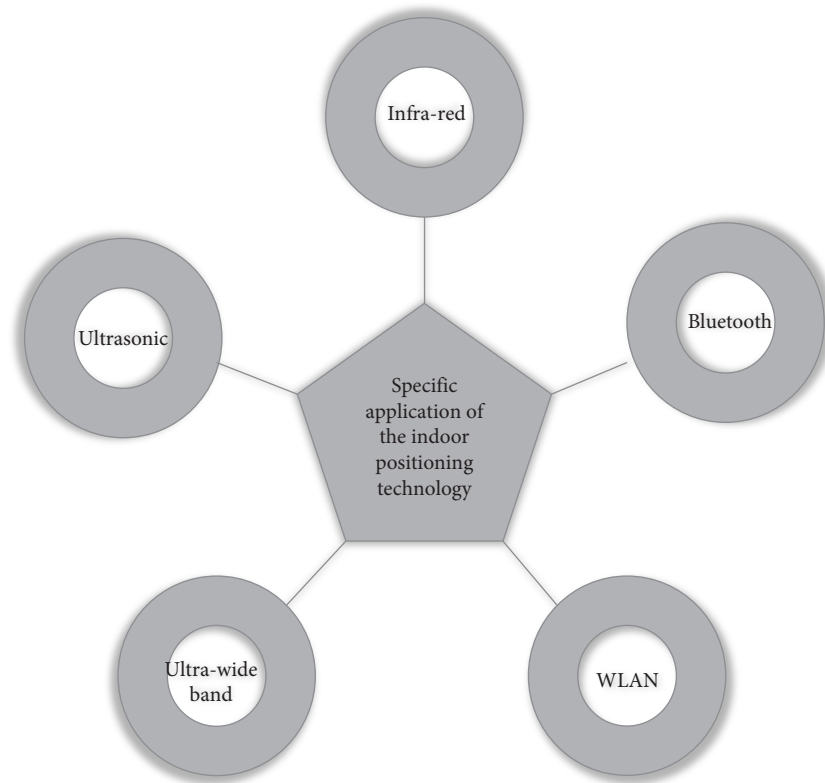 Infra-red
Bluetooth
Ultrasonic
Specific
application of
the indoor
positioning
technology
Ultra-wide
band
WLAN